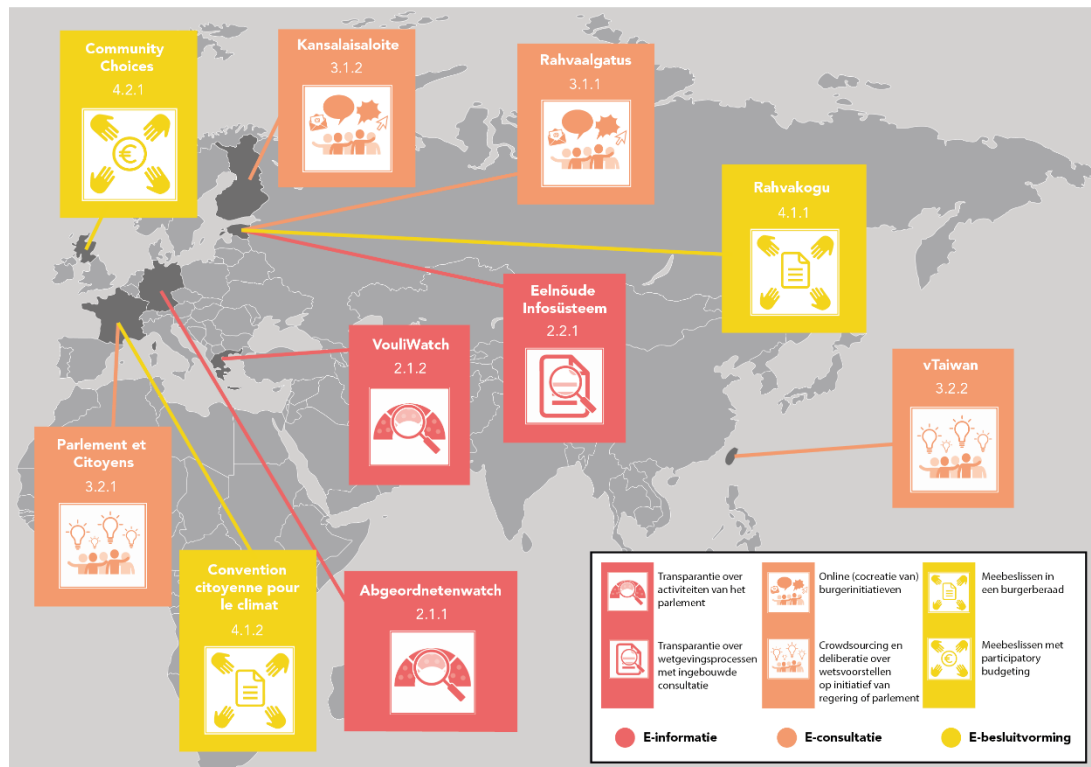 Community
Choices
4.2.1
Kansalaisaloite
3.1.2
Rahvaalgatus
3.1.1
Rahvakogu
4.1.1
Eelnõude
Infosüsteem
2.2.1
VouliWatch
2.1.2
vTaiwan
3.2.2
Parlement et
Citoyens
3.2.1
Convention
citoyenne pour
le climat
4.1.2
Abgeordnetenwatch
2.1.1
Transparantie over
activiteiten van het
parlement
Online (cocreatie van)
burgerinitiatieven
Meebeslissen in
een burgerberaad
Transparantie over
wetgevingsprocessen
met ingebouwde
consultatie
Crowdsourcing en
deliberatie over
wetsvoorstellen
op initiatief van
regering of parlement
Meebeslissen met
participatory
budgeting
E-informatie
E-consultatie
E-besluitvorming